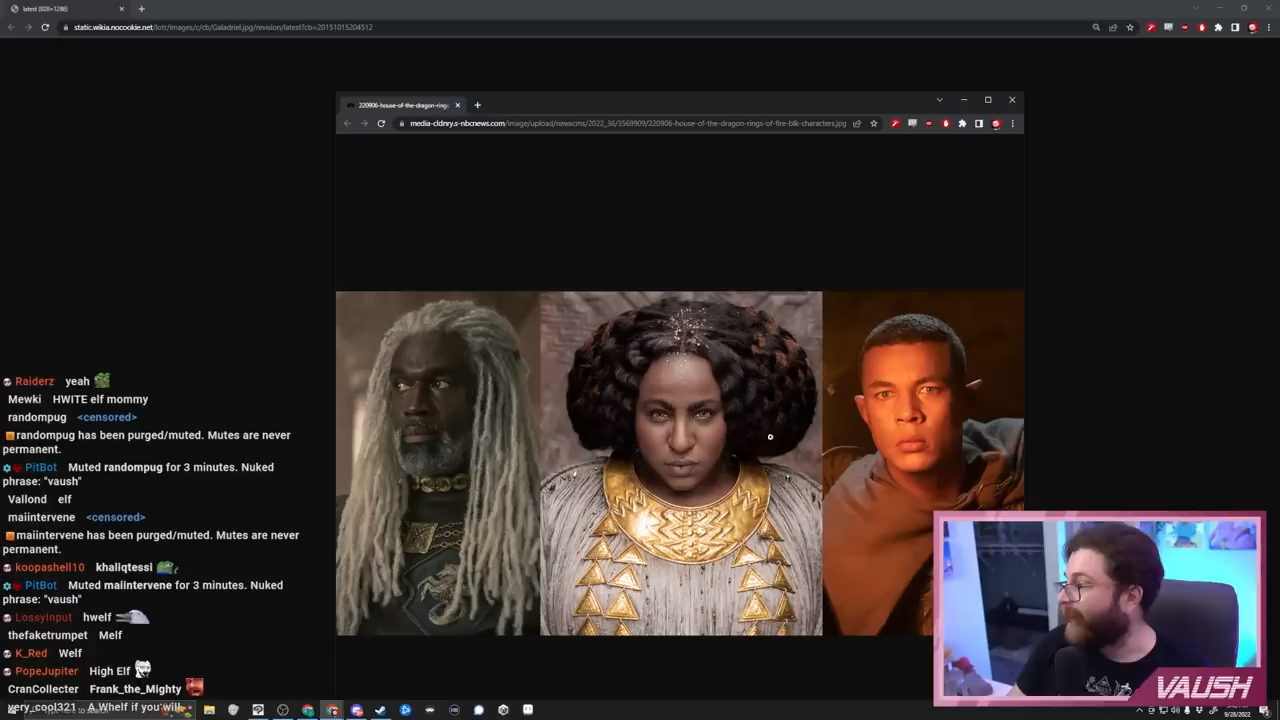 latest (828×1286)
static.wikia.nocookie.net/lotr/images/c/cb/Galadriel.jpg/revision/latest?cb=20151015204512
220906-house-of-the-dragon-rings
media-cldnry.s-nbcnews.com/image/upload/newscms/2022_36/3569909/220906-house-of-the-dragon-rings-of-fire-blk-characters.jpg
Raiderz yeah
Mewki HWITE elf mommy
randompug <censored>
randompug has been purged/muted. Mutes are never
permanent.
PitBot Muted randompug for 3 minutes. Nuked
phrase: "vaush"
Vallond elf
maiintervene <censored>
maiintervene has been purged/muted. Mutes are never
permanent.
koopashell10 khaliqtessi
PitBot Muted maiintervene for 3 minutes. Nuked
phrase: "vaush"
LossyInput hwelf
thefaketrumpet Melf
K_Red Welf
PopeJupiter High Elf
CranCollecter Frank_the_Mighty
very_cool321 A Whelf if you will
VAUSH
9/28/2022